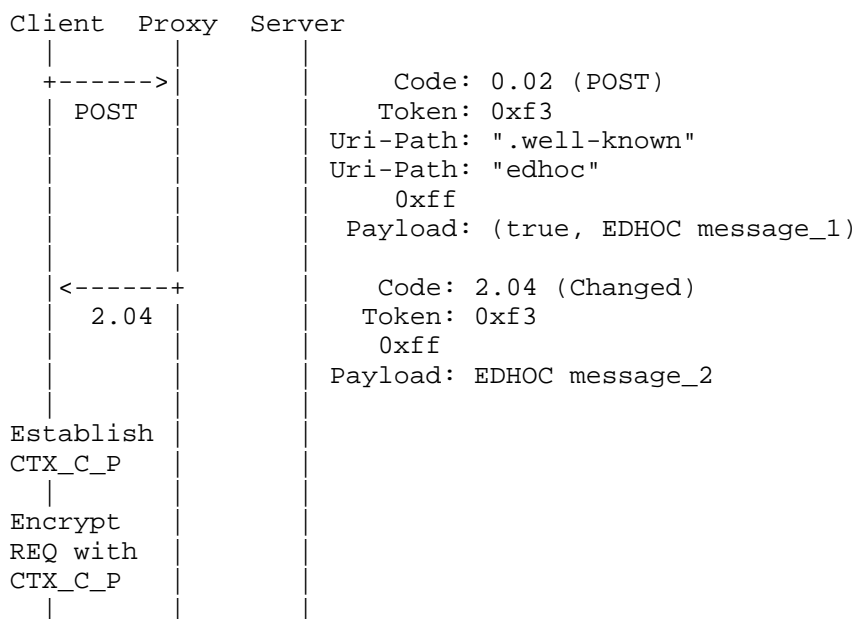 Client  Proxy  Server
  |       |       |
  +------>|       |     Code: 0.02 (POST)
  | POST  |       |    Token: 0xf3
  |       |       | Uri-Path: ".well-known"
  |       |       | Uri-Path: "edhoc"
  |       |       |     0xff
  |       |       |  Payload: (true, EDHOC message_1)
  |       |       |
  |<------+       |     Code: 2.04 (Changed)
  |  2.04 |       |    Token: 0xf3
  |       |       |     0xff
  |       |       | Payload: EDHOC message_2
  |       |       |
Establish |       |
CTX_C_P   |       |
  |       |       |
Encrypt   |       |
REQ with  |       |
CTX_C_P   |       |
  |       |       |